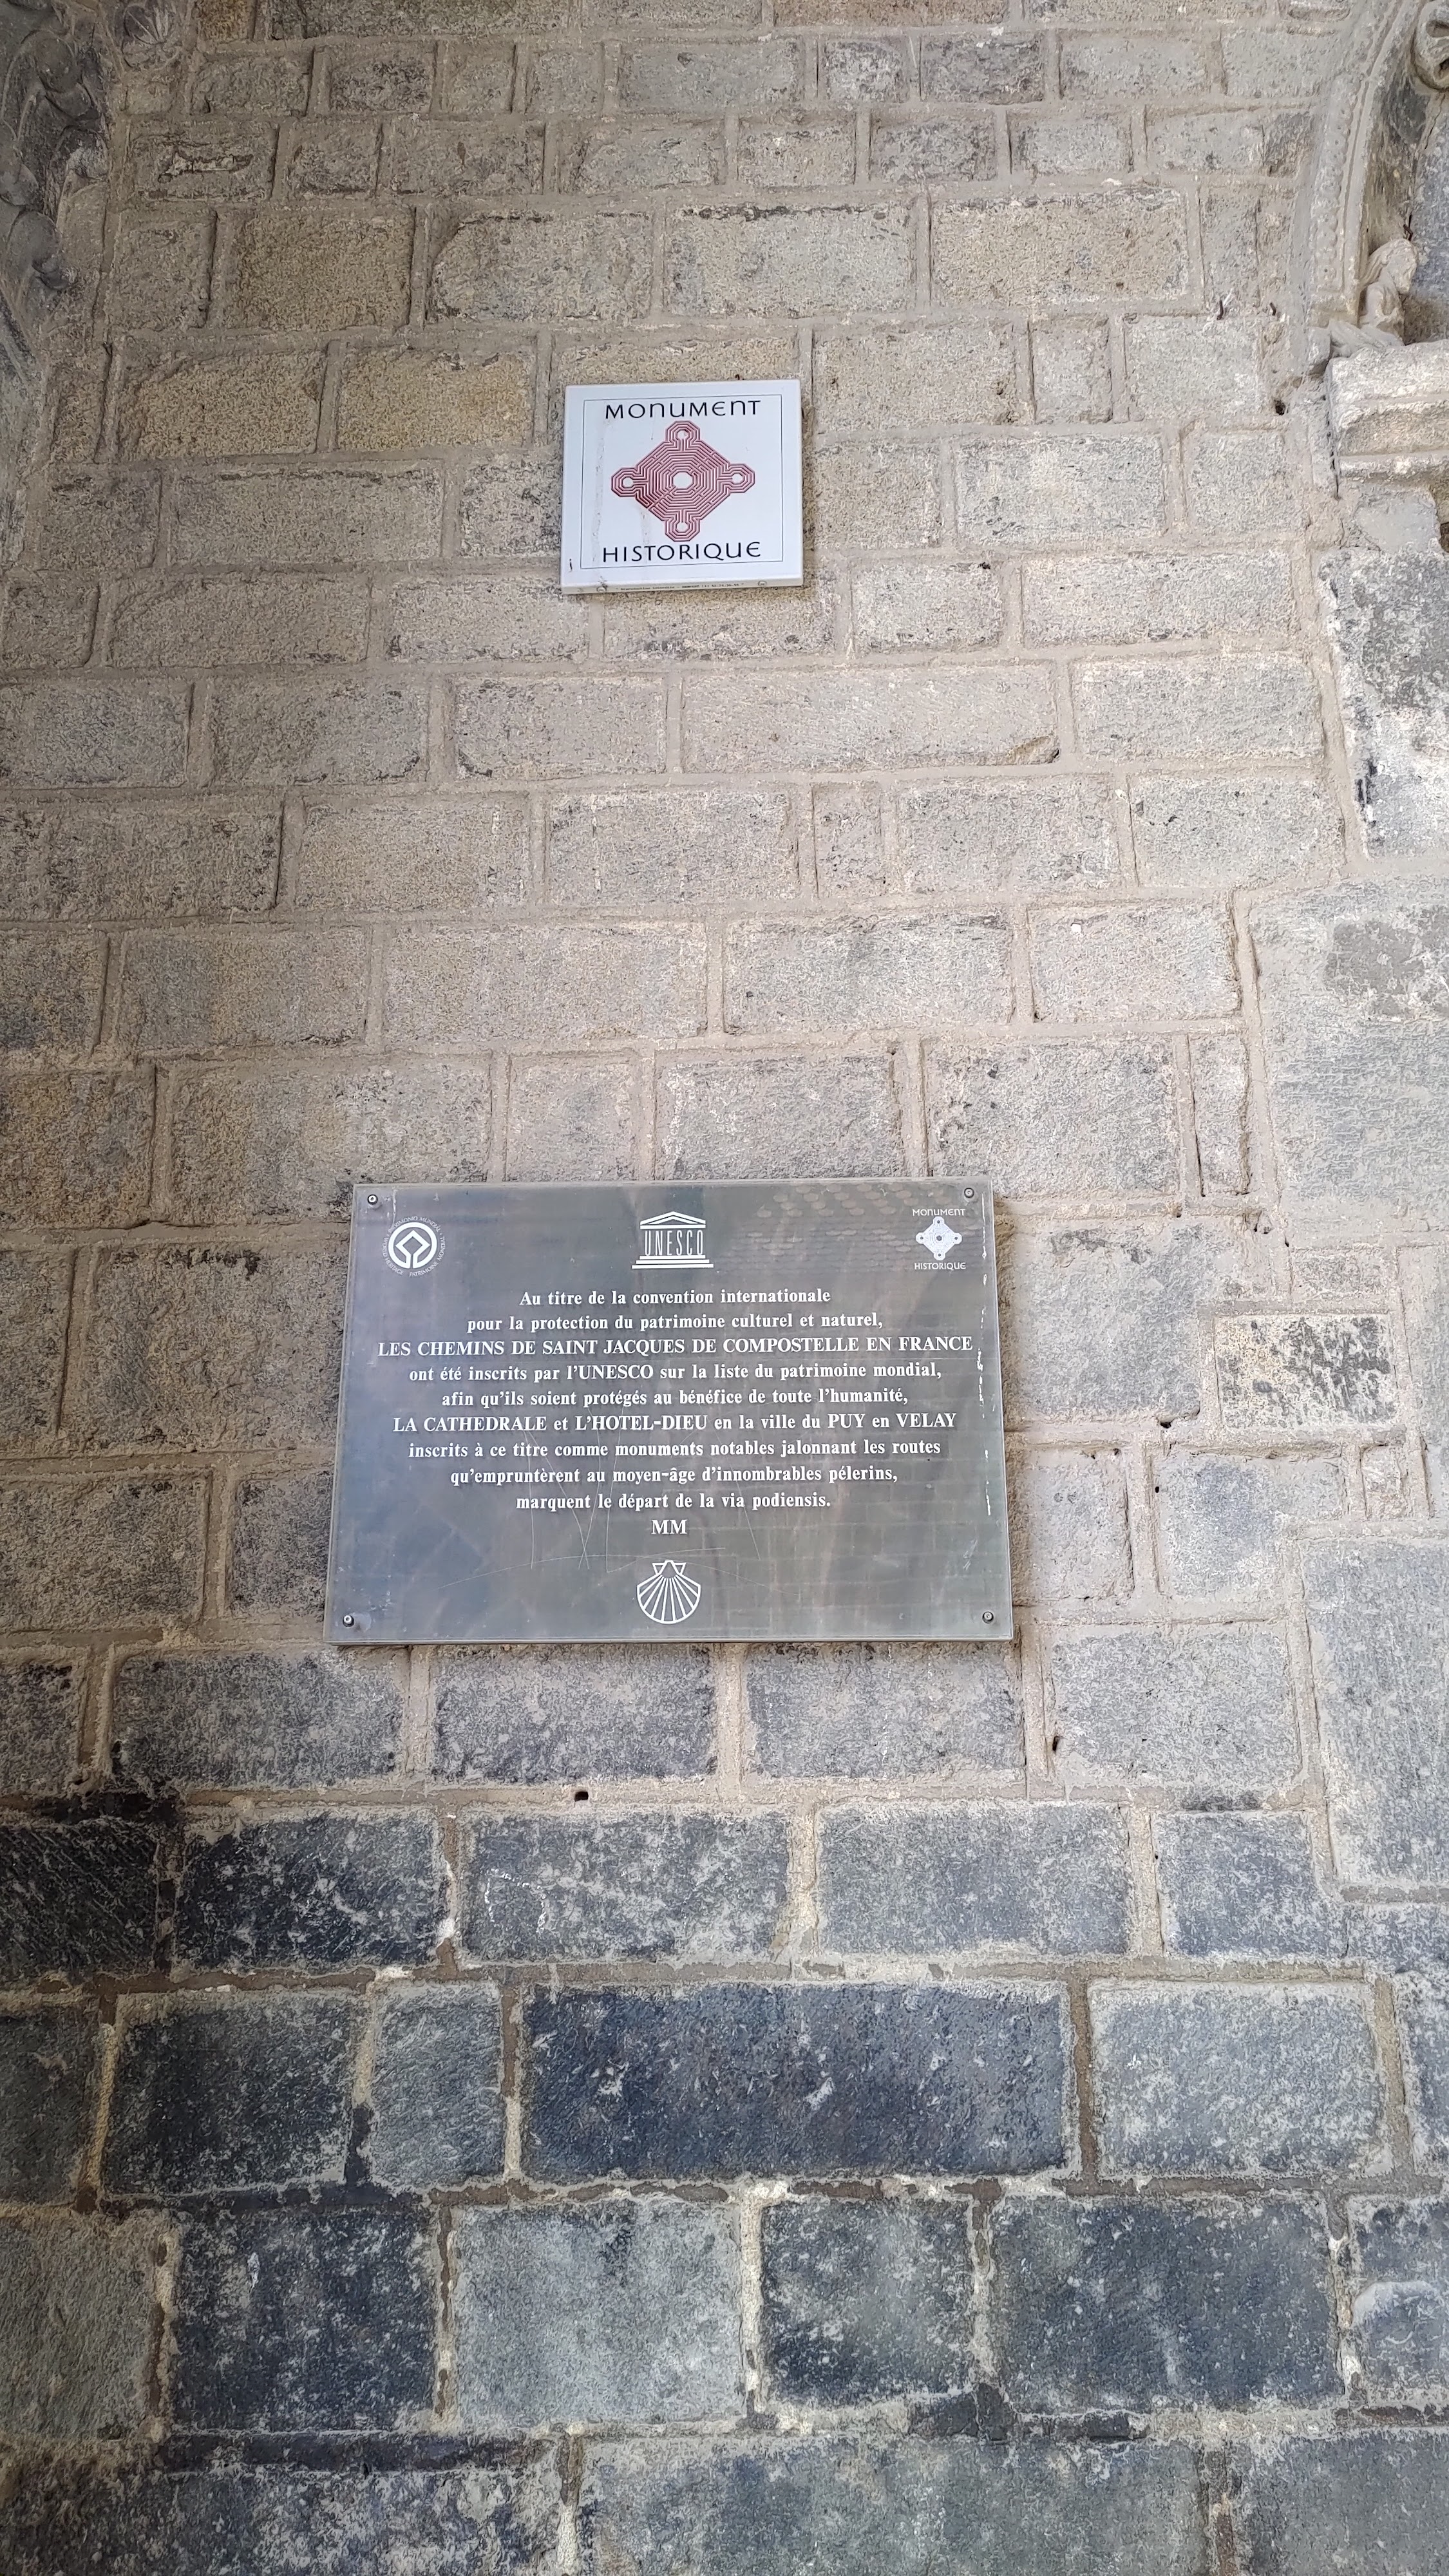 MONUMENT
HISTORIQUE
UNESCO
MONUMENT
HISTORIQUE
Au titre de la convention internationale
pour la protection du patrimoine culturel et naturel,
LES CHEMINS DE SAINT JACQUES DE COMPOSTELLE EN FRANCE
ont été inscrits par l'UNESCO sur la liste du patrimoine mondial,
afin qu'ils soient protégés au bénéfice de toute l'humanité,
LA CATHEDRALE et L'HOTEL-DIEU en la ville du PUY en VELAY
inscrits à ce titre comme monuments notables jalonnant les routes
qu'empruntèrent au moyen-âge d'innombrables pélerins,
marquent le départ de la via podiensis.
MM